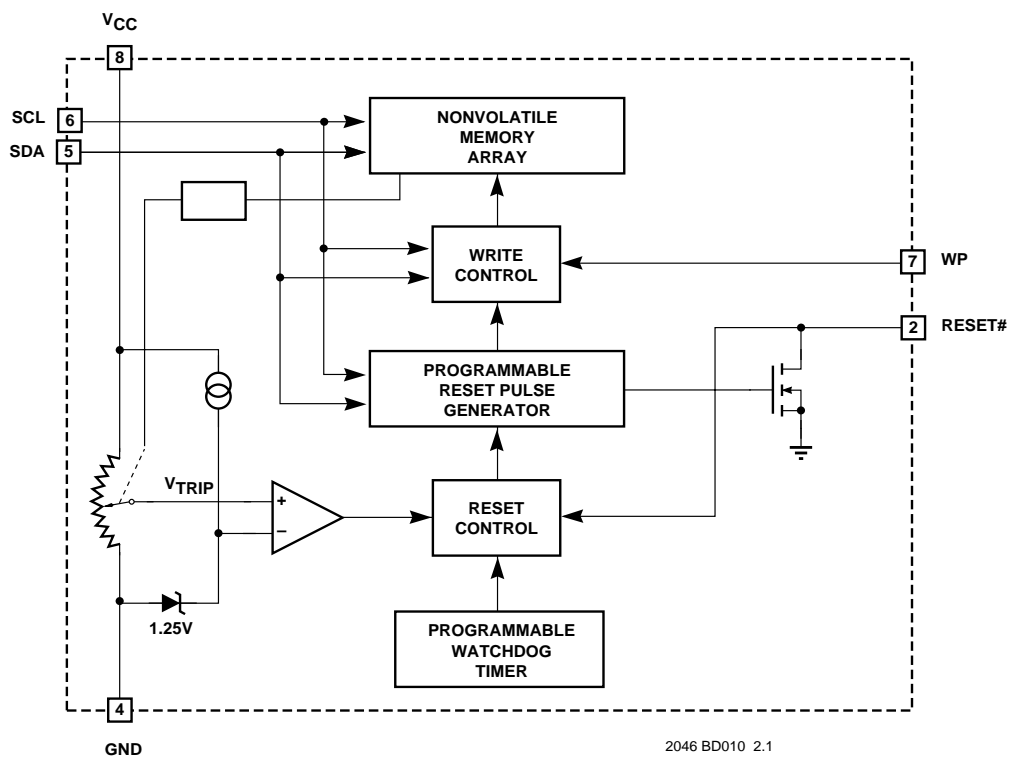 VCC
8
SCL
6
SDA
5
NONVOLATILE
MEMORY
ARRAY
WRITE
CONTROL
7
WP
2
RESET#
PROGRAMMABLE
RESET PULSE
GENERATOR
VTRIP
+
–
RESET
CONTROL
1.25V
PROGRAMMABLE
WATCHDOG
TIMER
4
GND
2046 BD010 2.1